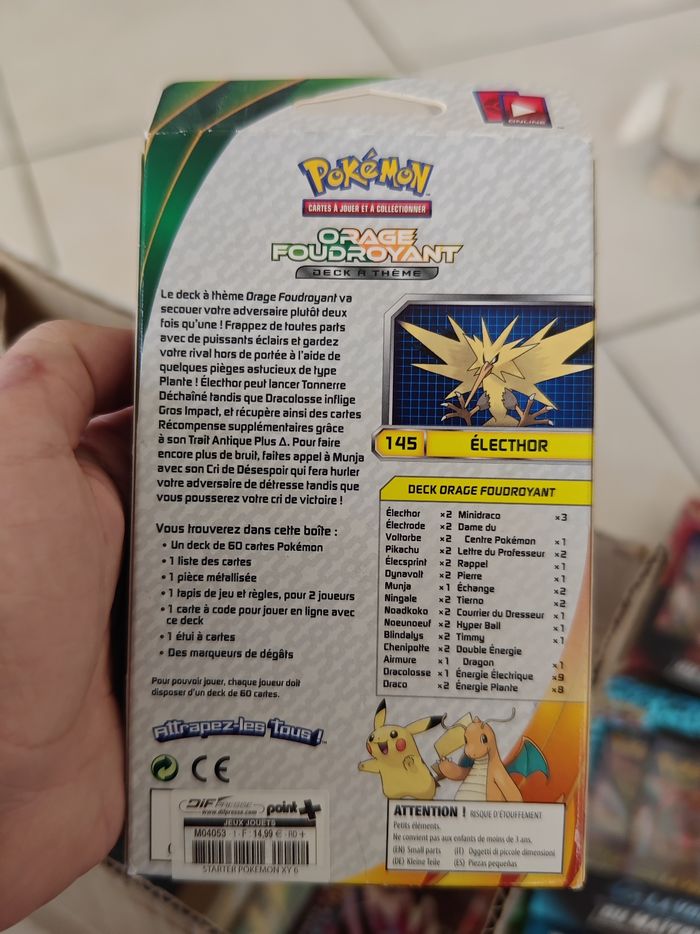 ONLINE
POKéMON
CARTES À JOUER ET À COLLECTIONNER
ORAGE
FOUDROYANT
DECK À THÈME
Le deck à thème Orage Foudroyant va
secouer votre adversaire plutôt deux
fois qu'une ! Frappez de toutes parts
avec de puissants éclairs et gardez
votre rival hors de portée à l'aide de
quelques pièges astucieux de type
Plante ! Électhor peut lancer Tonnerre
Déchaîné tandis que Dracolosse inflige
Gros Impact, et récupère ainsi des cartes
Récompense supplémentaires grâce
à son Trait Antique Plus Δ. Pour faire
encore plus de bruit, faites appel à Munja
avec son Cri de Désespoir qui fera hurler
votre adversaire de détresse tandis que
vous pousserez votre cri de victoire !
Vous trouverez dans cette boîte :
• Un deck de 60 cartes Pokémon
• 1 liste des cartes
• 1 pièce métallisée
• 1 tapis de jeu et règles, pour 2 joueurs
• 1 carte à code pour jouer en ligne avec
ce deck
• 1 étui à cartes
• Des marqueurs de dégâts
Pour pouvoir jouer, chaque joueur doit
disposer d'un deck de 60 cartes.
Attrapez-les tous !
CE
145 ÉLECTHOR
DECK ORAGE FOUDROYANT
Électhor ×2
Électrode ×2
Voltorbe ×2
Pikachu ×2
Élecsprint ×2
Dynavolt ×2
Munja ×1
Ningale ×2
Noadkoko ×2
Noeunoeuf ×2
Blindalys ×2
Chenipotte ×2
Airmure ×1
Dracolosse ×1
Draco ×2
Minidraco ×3
Dame du
Centre Pokémon ×1
Lettre du Professeur ×2
Rappel ×1
Pierre ×1
Échange ×2
Tierno ×2
Courrier du Dresseur ×1
Hyper Ball ×1
Timmy ×1
Double Énergie
Dragon ×1
Énergie Électrique ×9
Énergie Plante ×8
DIF PRESSE point
www.difpresse.com
JEUX JOUETS
M04053 - 1 - F : 14,99 € - BD +
STARTER POKEMON XY 6
ATTENTION ! RISQUE D'ÉTOUFFEMENT
Petits éléments.
Ne convient pas aux enfants de moins de 3 ans.
(EN) Small parts (IT) Oggetti di piccole dimensioni
(DE) Kleine Teile (ES) Piezas pequeñas